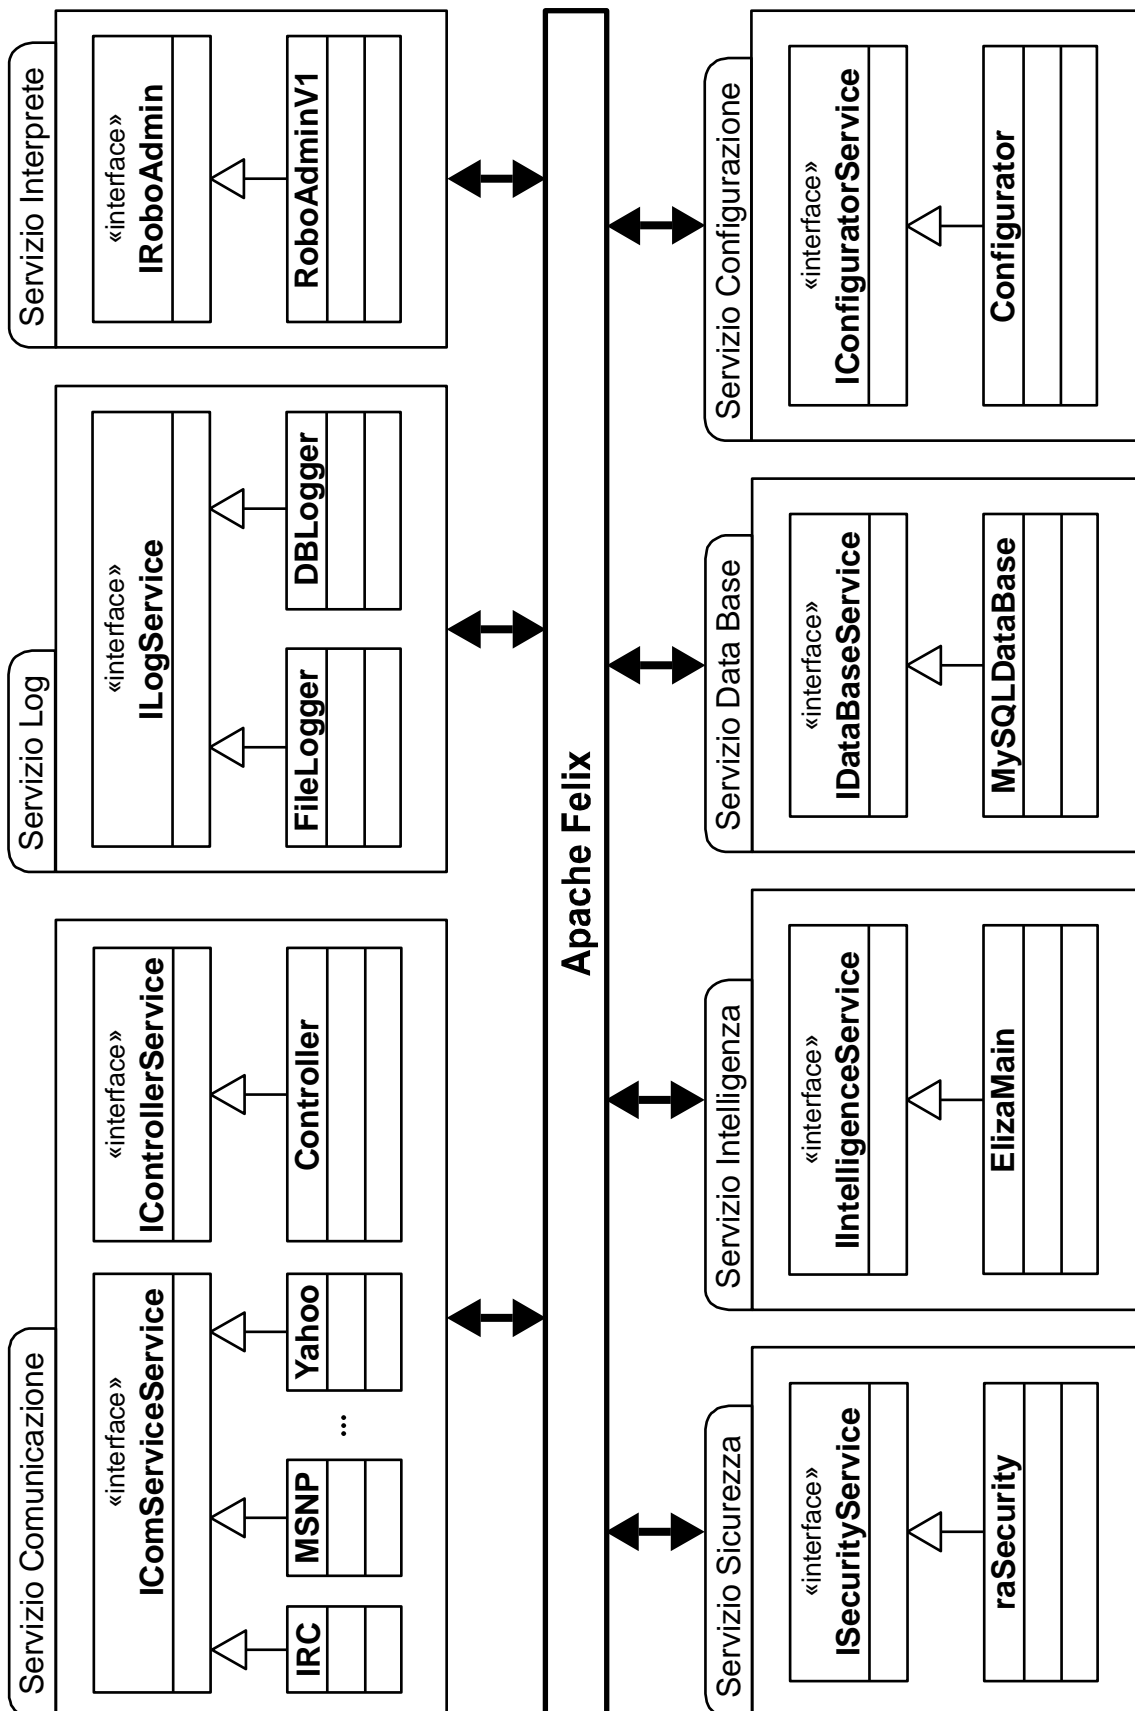 Servizio Comunicazione
«interface»
IComServiceService
IRC
MSNP
...
Yahoo
«interface»
IControllerService
Controller
Servizio Log
«interface»
ILogService
FileLogger
DBLogger
Servizio Interprete
«interface»
IRoboAdmin
RoboAdminV1
Apache Felix
Servizio Sicurezza
«interface»
ISecurityService
raSecurity
Servizio Intelligenza
«interface»
IIntelligenceService
ElizaMain
Servizio Data Base
«interface»
IDataBaseService
MySQLDataBase
Servizio Configurazione
«interface»
IConfiguratorService
Configurator